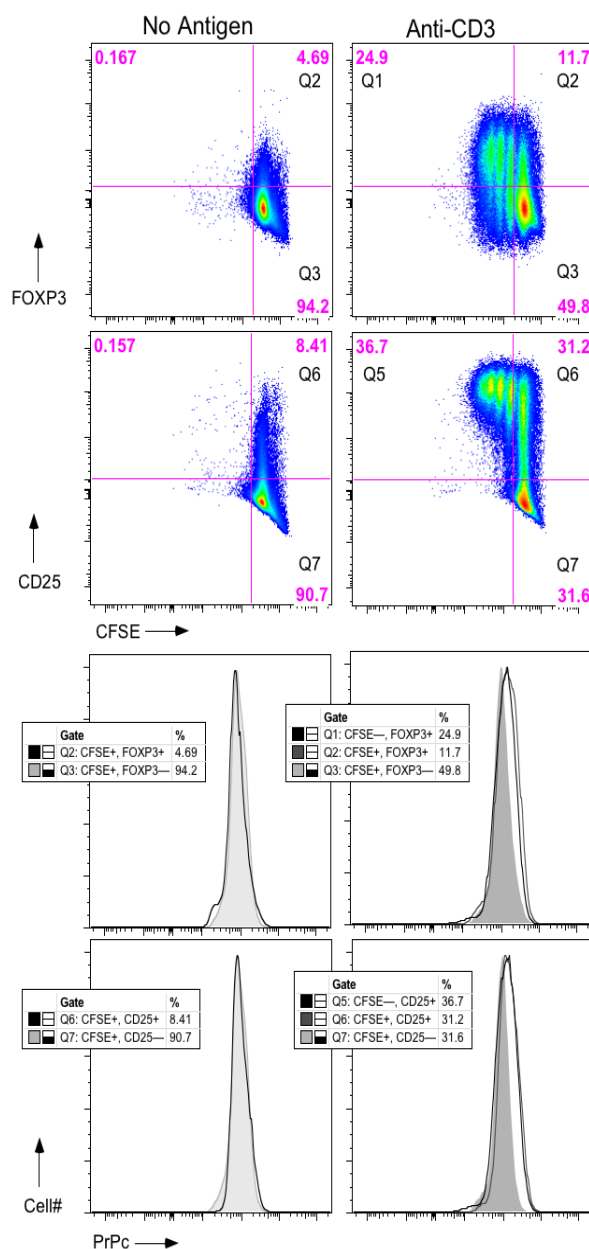 No Antigen Anti-CD3
0.167 4.69 24.9 11.7
Q2 Q1 Q2
Q3 Q3
FOXP3 94.2 49.8
0.157 8.41 36.7 31.2
Q6 Q5 Q6
Q7 Q7
CD25 90.7 31.6
CFSE
Gate %
Q2: CFSE+, FOXP3+ 4.69
Q3: CFSE+, FOXP3— 94.2
Gate %
Q1: CFSE—, FOXP3+ 24.9
Q2: CFSE+, FOXP3+ 11.7
Q3: CFSE+, FOXP3— 49.8
Gate %
Q6: CFSE+, CD25+ 8.41
Q7: CFSE+, CD25— 90.7
Gate %
Q5: CFSE—, CD25+ 36.7
Q6: CFSE+, CD25+ 31.2
Q7: CFSE+, CD25— 31.6
Cell#
PrPc